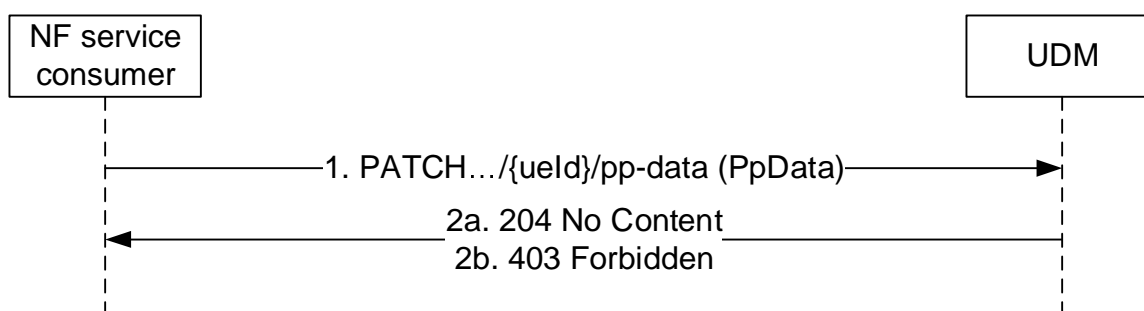 NF service
consumer
UDM
1. PATCH…/{ueId}/pp-data (PpData)
2a. 204 No Content
2b. 403 Forbidden